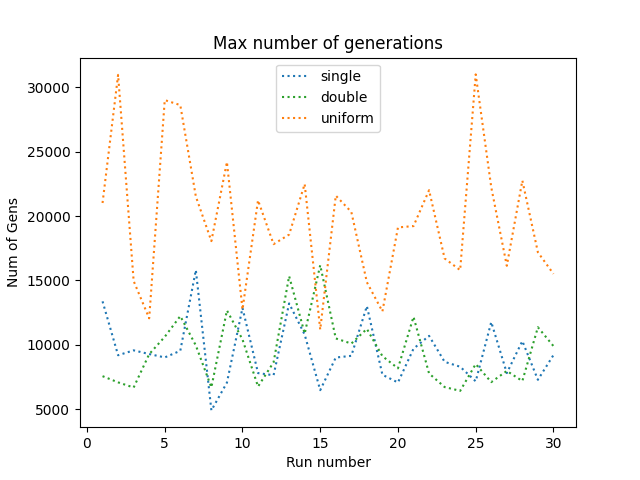 Max number of generations
single
double
uniform
Num of Gens
30000
25000
20000
15000
10000
5000
0 5 10 15 20 25 30
Run number